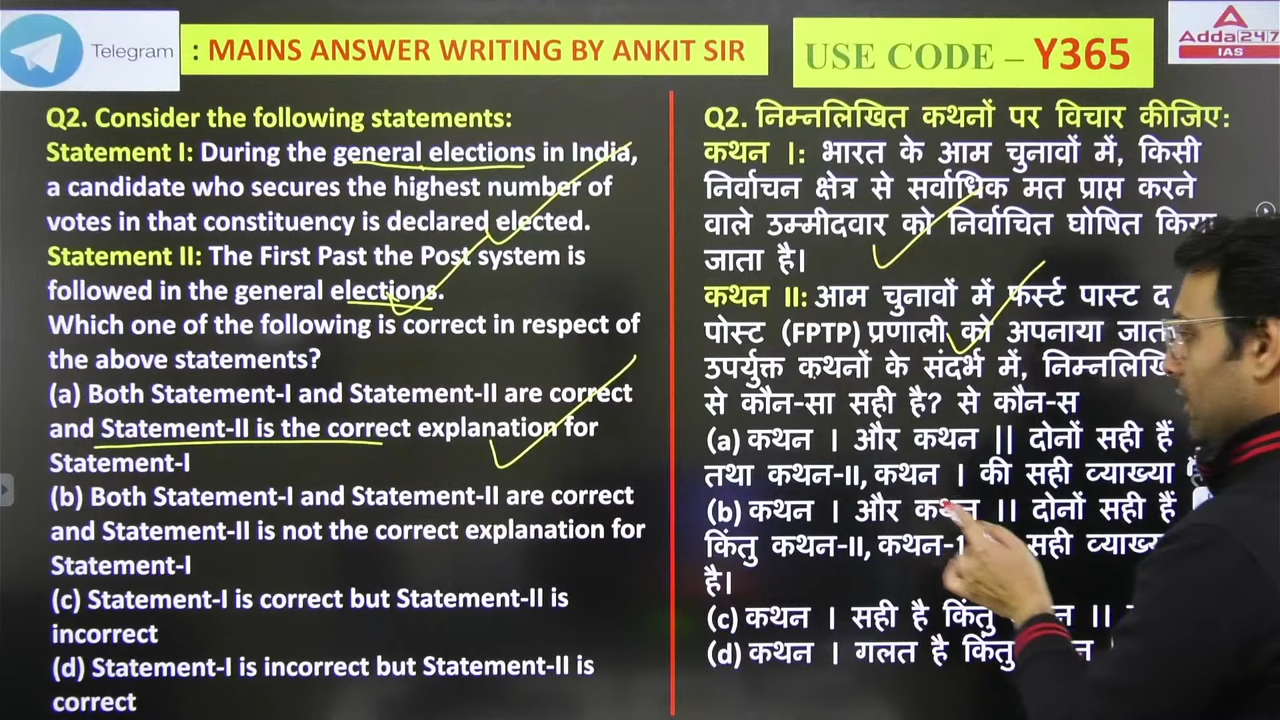 Telegram
: MAINS ANSWER WRITING BY ANKIT SIR
USE CODE – Y365
Adda247
IAS
Q2. Consider the following statements:
Statement I: During the general elections in India,
a candidate who secures the highest number of
votes in that constituency is declared elected.
Statement II: The First Past the Post system is
followed in the general elections.
Which one of the following is correct in respect of
the above statements?
(a) Both Statement-I and Statement-II are correct
and Statement-II is the correct explanation for
Statement-I
(b) Both Statement-I and Statement-II are correct
and Statement-II is not the correct explanation for
Statement-I
(c) Statement-I is correct but Statement-II is
incorrect
(d) Statement-I is incorrect but Statement-II is
correct
Q2. निम्नलिखित कथनों पर विचार कीजिए:
कथन I: भारत के आम चुनावों में, किसी
निर्वाचन क्षेत्र से सर्वाधिक मत प्राप्त करने
वाले उम्मीदवार को निर्वाचित घोषित
जाता है।
कथन II: आम चुनावों में फर्स्ट पास्ट द
पोस्ट (FPTP) प्रणाली को अपनाया
उपर्युक्त कथनों के संदर्भ में,
से कौन-सा सही है? से कौन-स
(a) कथन I और कथन || दोनों सही हैं
तथा कथन-II, कथन I की सही व्याख्या
(b) कथन I और कथन II दोनों सही हैं
किंतु कथन-II, सही
है।
(c) कथन I सही है किंतु II
(d) कथन I गलत है किंतु